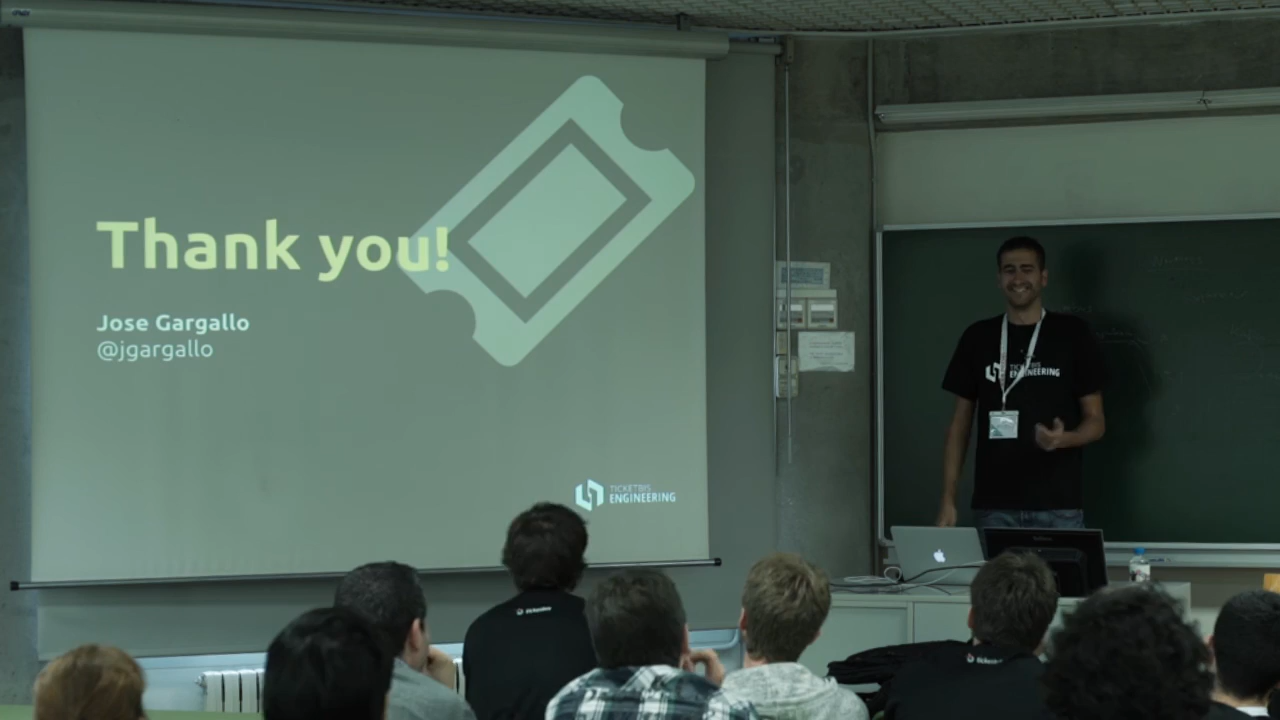 Thank you!
Jose Gargallo
@jgargallo
TICKETBIS
ENGINEERING
TICKETBIS
ENGINEERING